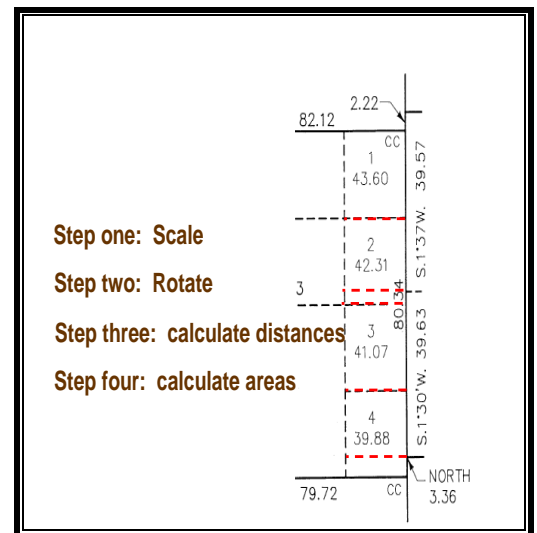 2.22
82.12
CC
1
43.60
S.1°37'W. 39.57
Step one: Scale
2
42.31
Step two: Rotate
3
80.34
Step three: calculate distances
3
41.07
S.1°30'W. 39.63
Step four: calculate areas
4
39.88
NORTH
3.36
79.72
CC